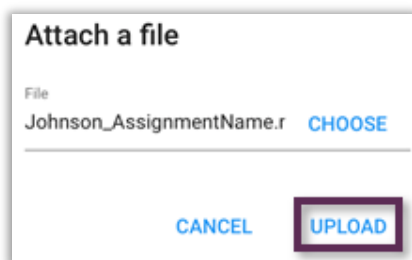 Attach a file
File
Johnson_AssignmentName.r CHOOSE
CANCEL UPLOAD